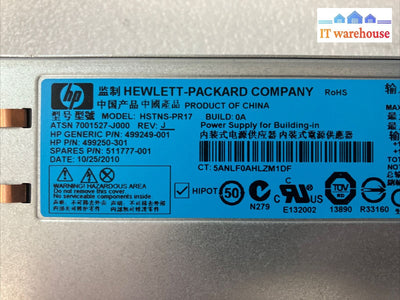 IT warehouse
hp
监制 HEWLETT-PACKARD COMPANY RoHS
中国产品 中國產品 PRODUCT OF CHINA
型号/型號 MODEL: HSTNS-PR17 BUILD: 0A
ATSN 7001527-J000 REV: J
Power Supply for Building-in
HP GENERIC P/N: 499249-001
内装式电源供应器 内裝式電源供應器
HP P/N: 499250-301
SPARES P/N: 511777-001
DATE: 10/25/2010
CT: 5ANLF0AHLZM1DF
WARNING:
Hazardous Area!
Do not remove this cover.
No serviceable components inside.
HIPOT
50
N279
E132002
13890
R33160
输
最